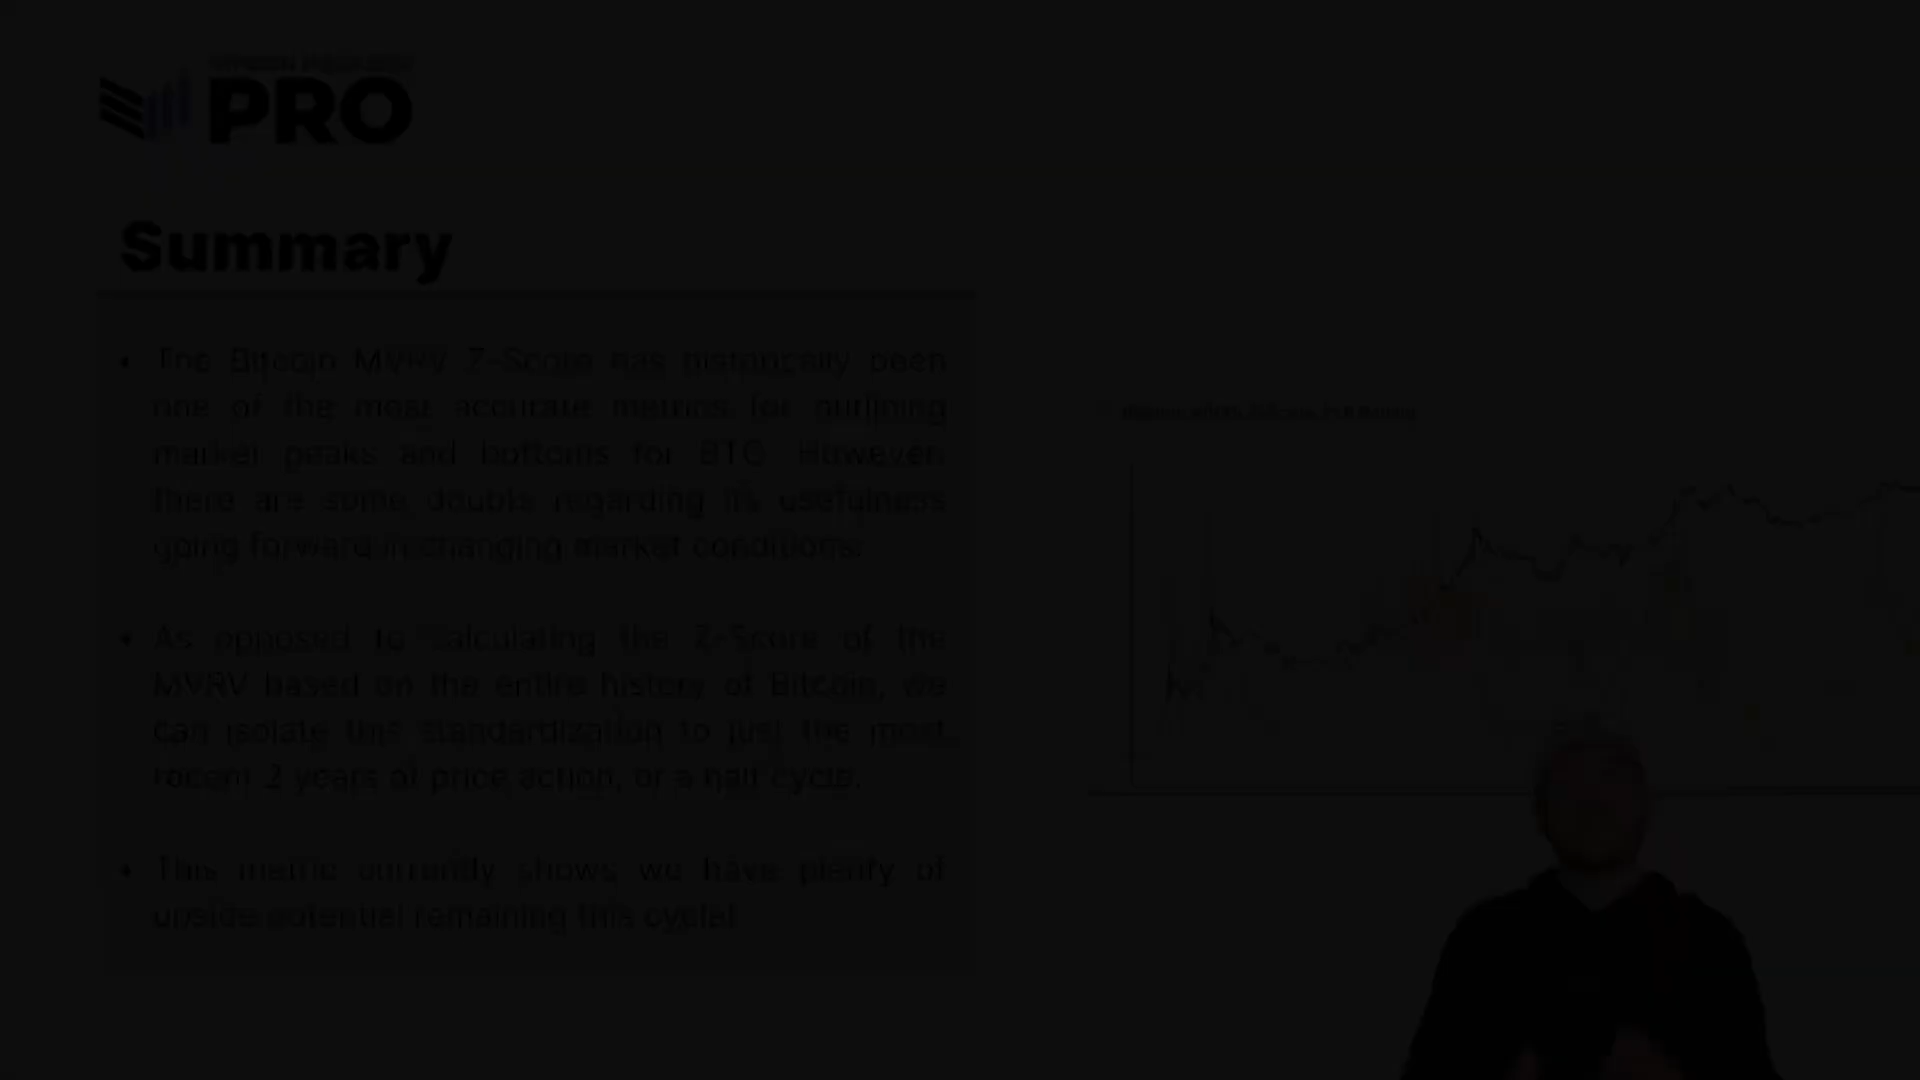 PRO
Summary
• The Bitcoin MVRV Z-Score has historically been
one of the most accurate metrics for outlining
market peaks and bottoms for BTC. However,
there are some doubts regarding its usefulness
going forward in changing market conditions.
• As opposed to calculating the Z-Score of the
MVRV based on the entire history of Bitcoin, we
can isolate this standardization to just the most
recent 2 years of price action, or a half cycle.
• This metric currently shows we have plenty of
upside potential remaining this cycle!